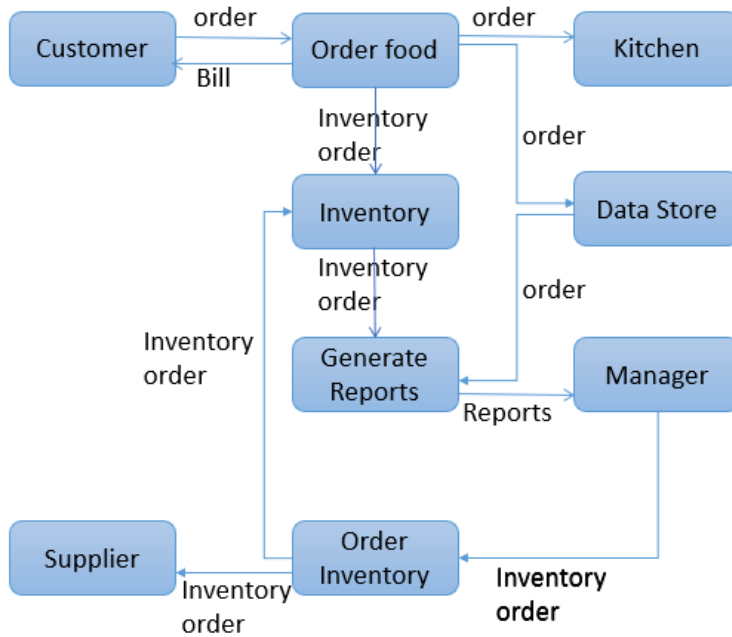 order
order
Customer
Order food
Kitchen
Bill
Inventory
order
order
Inventory
Data Store
Inventory
order
order
Inventory
order
Generate
Reports
Manager
Reports
Supplier
Order
Inventory
Inventory
order
Inventory
order